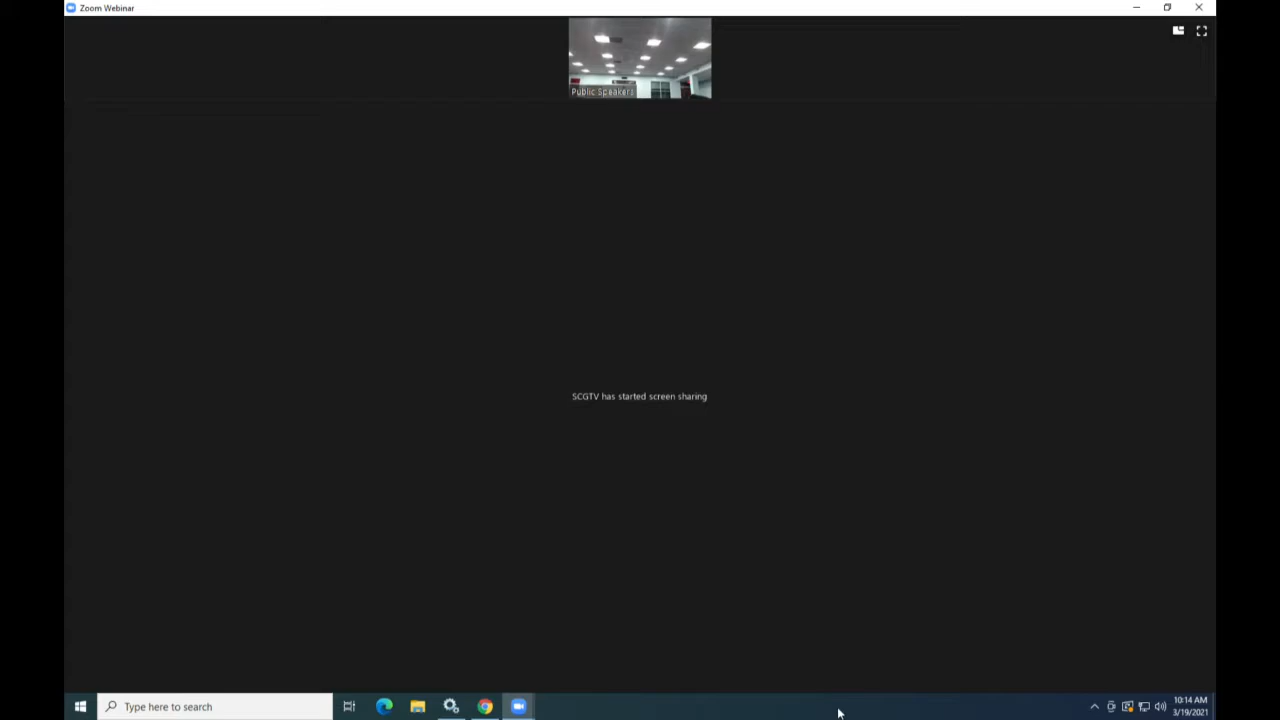 Zoom Webinar
Public Speakers
SCGTV has started screen sharing
Type here to search
10:14 AM
3/19/2021